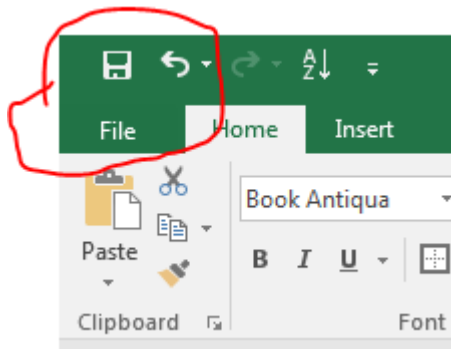 A Z
File Home Insert
Book Antiqua
Paste B I U
Clipboard Font